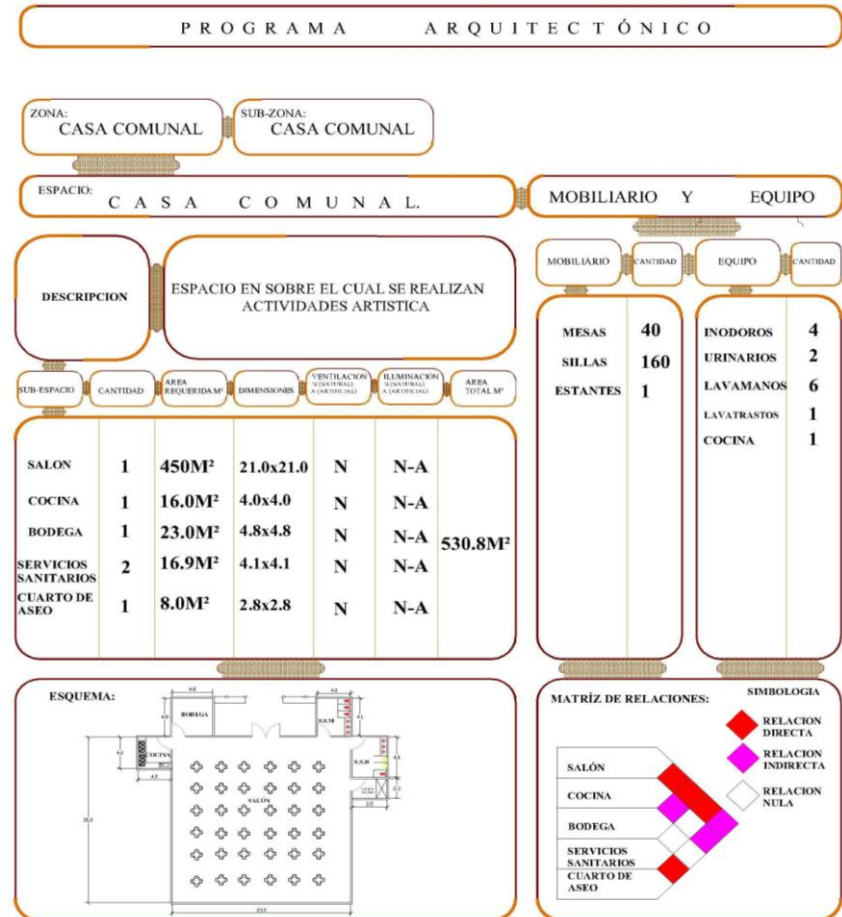 PROGRAMA ARQUITECTÓNICO
ZONA:
CASA COMUNAL
SUB-ZONA:
CASA COMUNAL
ESPACIO:
CASA COMUNAL.
MOBILIARIO Y EQUIPO
DESCRIPCION
ESPACIO EN SOBRE EL CUAL SE REALIZAN
ACTIVIDADES ARTISTICA
MOBILIARIO
CANTIDAD
EQUIPO
CANTIDAD
MESAS 40
SILLAS 160
ESTANTES 1
INODOROS 4
URINARIOS 2
LAVAMANOS 6
LAVATRASTOS 1
COCINA 1
SUB-ESPACIO
CANTIDAD
AREA
REQUERIDA M²
DIMENSIONES
VENTILACION
N (NATURAL)
A (ARTIFICIAL)
ILUMINACION
N (NATURAL)
A (ARTIFICIAL)
AREA
TOTAL M²
SALON 1 450M² 21.0x21.0 N N-A
COCINA 1 16.0M² 4.0x4.0 N N-A
BODEGA 1 23.0M² 4.8x4.8 N N-A
530.8M²
SERVICIOS
SANITARIOS 2 16.9M² 4.1x4.1 N N-A
CUARTO DE
ASEO 1 8.0M² 2.8x2.8 N N-A
ESQUEMA:
BODEGA
S.S.M
COCINA
S.S.H
SALÓN
MATRÍZ DE RELACIONES:
SIMBOLOGIA
RELACION
DIRECTA
RELACION
INDIRECTA
RELACION
NULA
SALÓN
COCINA
BODEGA
SERVICIOS
SANITARIOS
CUARTO DE
ASEO